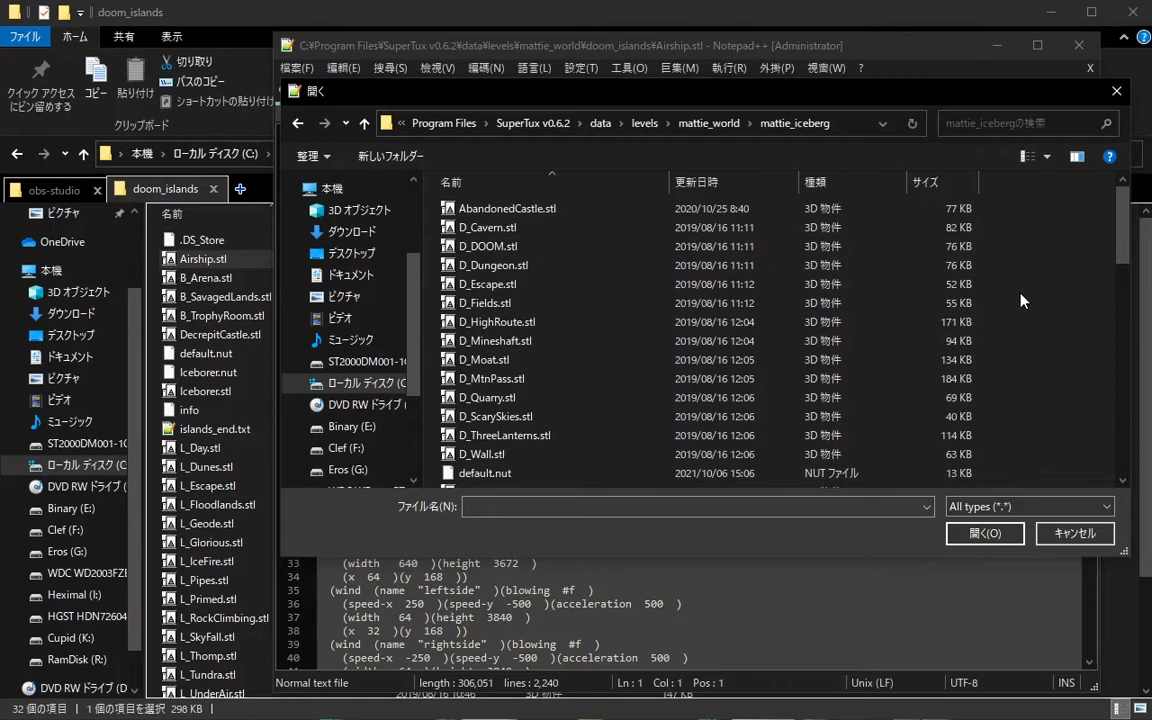 doom_islands
ファイル ホーム 共有 表示
クイック アクセスにピン留めする
コピー
貼り付け
切り取り
パスのコピー
ショートカットの貼り付け
クリップボード
本機 › ローカル ディスク (C:)
obs-studio
doom_islands
ピクチャ
OneDrive
本機
3D オブジェクト
ダウンロード
デスクトップ
ドキュメント
ピクチャ
ビデオ
ミュージック
ST2000DM001-1C
ローカル ディスク (C
DVD RW ドライブ (
Binary (E:)
Clef (F:)
Eros (G:)
WDC WD2003FZE
Heximal (I:)
HGST HDN72604
Cupid (K:)
RamDisk (R:)
DVD RW ドライブ (D
名前
.DS_Store
Airship.stl
B_Arena.stl
B_SavagedLands.stl
B_TrophyRoom.stl
DecrepitCastle.stl
default.nut
Iceborer.nut
Iceborer.stl
info
islands_end.txt
L_Day.stl
L_Dunes.stl
L_Escape.stl
L_Floodlands.stl
L_Geode.stl
L_Glorious.stl
L_IceFire.stl
L_Pipes.stl
L_Primed.stl
L_RockClimbing.stl
L_SkyFall.stl
L_Thomp.stl
L_Tundra.stl
L_UnderAir.stl
32 個の項目 1 個の項目を選択 298 KB
C:¥Program Files¥SuperTux v0.6.2¥data¥levels¥mattie_world¥doom_islands¥Airship.stl - Notepad++ [Administrator]
檔案(F) 編輯(E) 搜尋(S) 檢視(V) 編碼(N) 語言(L) 設定(T) 工具(O) 巨集(M) 執行(R) 外掛(P) 視窗(W) ? X
開く
« Program Files › SuperTux v0.6.2 › data › levels › mattie_world › mattie_iceberg
mattie_icebergの検索
整理 新しいフォルダー
本機
3D オブジェクト
ダウンロード
デスクトップ
ドキュメント
ピクチャ
ビデオ
ミュージック
ST2000DM001-1C
ローカル ディスク (C
DVD RW ドライブ (
Binary (E:)
Clef (F:)
Eros (G:)
名前 更新日時 種類 サイズ
AbandonedCastle.stl 2020/10/25 8:40 3D 物件 77 KB
D_Cavern.stl 2019/08/16 11:11 3D 物件 82 KB
D_DOOM.stl 2019/08/16 11:11 3D 物件 76 KB
D_Dungeon.stl 2019/08/16 11:11 3D 物件 76 KB
D_Escape.stl 2019/08/16 11:12 3D 物件 52 KB
D_Fields.stl 2019/08/16 11:12 3D 物件 55 KB
D_HighRoute.stl 2019/08/16 12:04 3D 物件 171 KB
D_Mineshaft.stl 2019/08/16 12:04 3D 物件 94 KB
D_Moat.stl 2019/08/16 12:05 3D 物件 134 KB
D_MtnPass.stl 2019/08/16 12:05 3D 物件 184 KB
D_Quarry.stl 2019/08/16 12:06 3D 物件 69 KB
D_ScarySkies.stl 2019/08/16 12:06 3D 物件 40 KB
D_ThreeLanterns.stl 2019/08/16 12:06 3D 物件 114 KB
D_Wall.stl 2019/08/16 12:06 3D 物件 63 KB
default.nut 2021/10/06 15:06 NUT ファイル 13 KB
ファイル名(N): All types (*.*)
開く(O) キャンセル
33 (width 640 )(height 3672 )
34 (x 64 )(y 168 ))
35 (wind (name "leftside" )(blowing #f )
36 (speed-x 250 )(speed-y -500 )(acceleration 500 )
37 (width 64 )(height 3840 )
38 (x 32 )(y 168 ))
39 (wind (name "rightside" )(blowing #f )
40 (speed-x -250 )(speed-y -500 )(acceleration 500 )
Normal text file length : 306,051 lines : 2,240 Ln : 1 Col : 1 Pos : 1 Unix (LF) UTF-8 INS